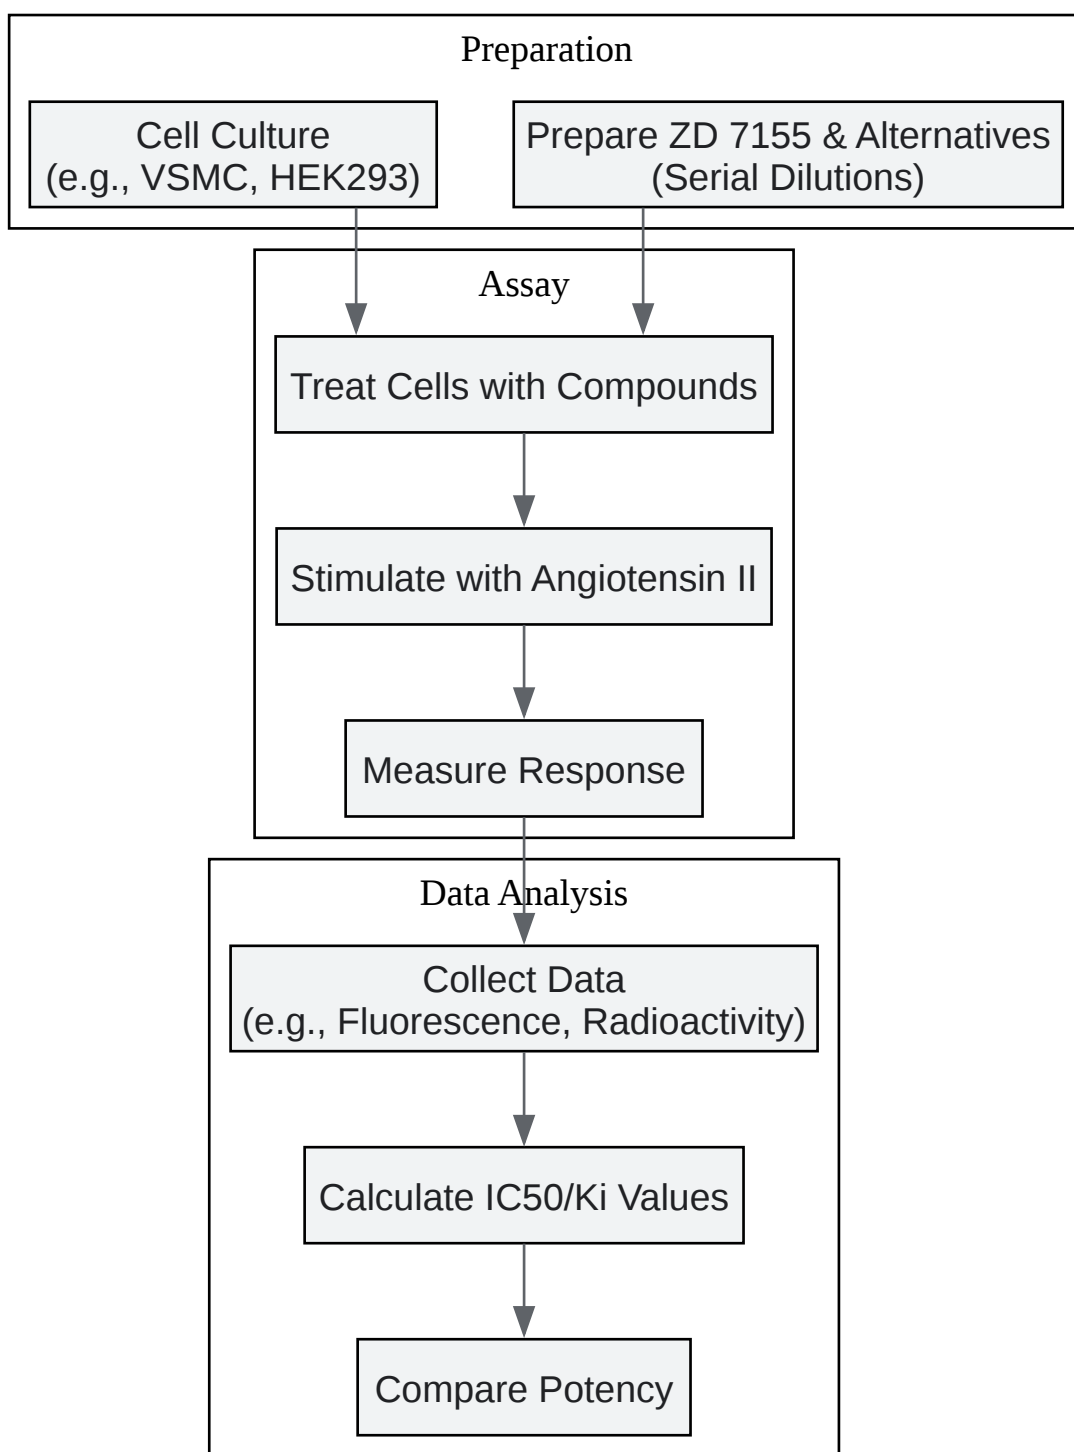 Preparation
Cell Culture
(e.g., VSMC, HEK293)
Prepare ZD 7155 & Alternatives
(Serial Dilutions)
Assay
Treat Cells with Compounds
Stimulate with Angiotensin II
Measure Response
Data Analysis
Collect Data
(e.g., Fluorescence, Radioactivity)
Calculate IC50/Ki Values
Compare Potency